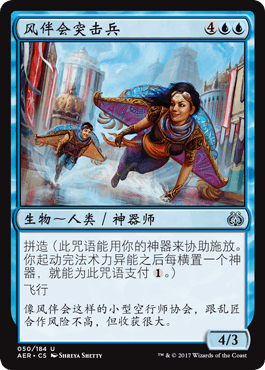 风伴会突击兵 4
生物～人类 / 神器师
拼造（此咒语能用你的神器来协助施放。
你起动完法术力异能之后每横置一个神
器，就能为此咒语支付1。）
飞行
像风伴会这样的小型空行师协会，跟乱匠
合作风险不高，但收获很大。
4/3
050/184 U
AER • CS Shreya Shetty
™ & © 2017 Wizards of the Coast